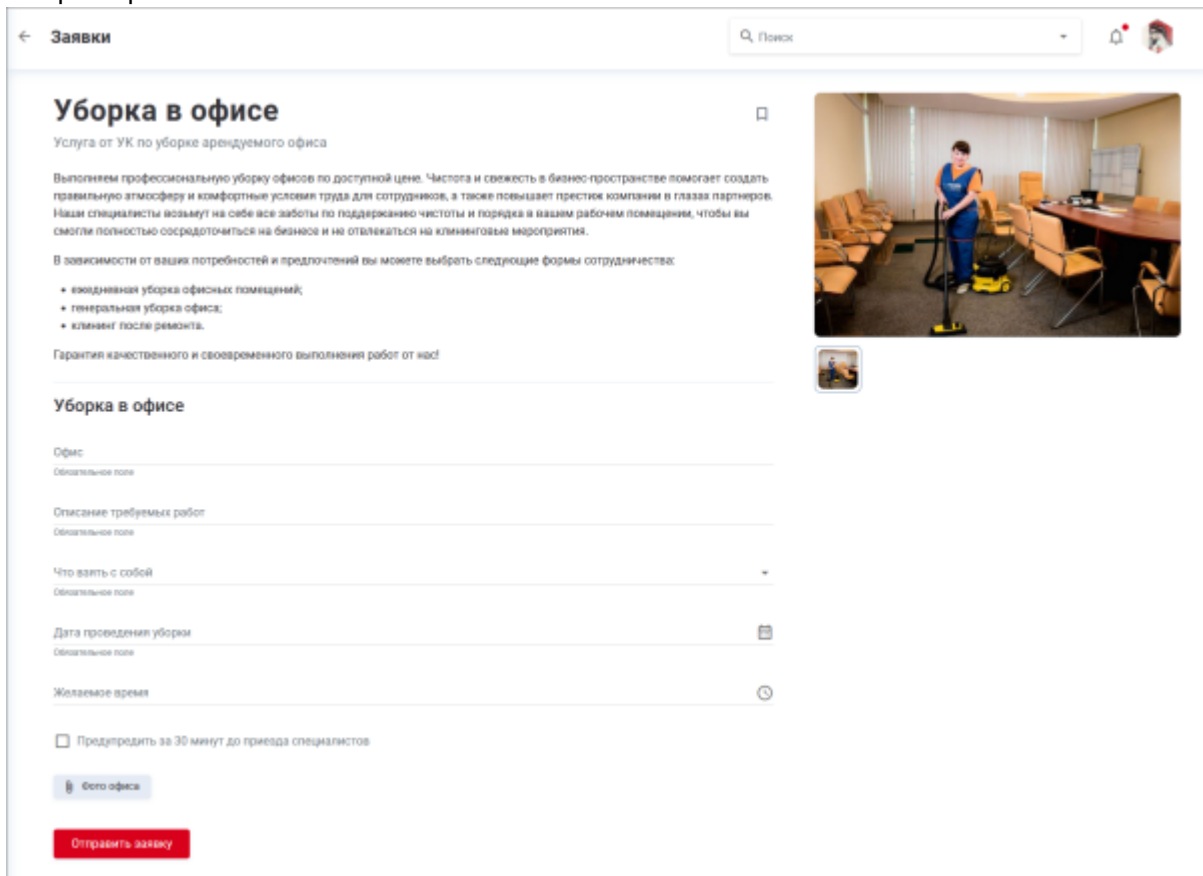 Заявки
Поиск
Уборка в офисе
Услуга от УК по уборке арендуемого офиса
Выполняем профессиональную уборку офисов по доступной цене. Чистота и свежесть в бизнес-пространстве помогает создать
правильную атмосферу и комфортные условия труда для сотрудников, а также повышает престиж компании в глазах партнеров.
Наши специалисты возьмут на себя все заботы по поддержанию чистоты и порядка в вашем рабочем помещении, чтобы вы
смогли полностью сосредоточиться на бизнесе и не отвлекаться на клининговые мероприятия.
В зависимости от ваших потребностей и предпочтений вы можете выбрать следующие формы сотрудничества:
• ежедневная уборка офисных помещений;
• генеральная уборка офиса;
• клининг после ремонта.
Гарантия качественного и своевременного выполнения работ от нас!
Уборка в офисе
Офис
Обязательное поле
Описание требуемых работ
Обязательное поле
Что взять с собой
Обязательное поле
Дата проведения уборки
Обязательное поле
Желаемое время
Предупредить за 30 минут до приезда специалистов
Фото офиса
Отправить заявку